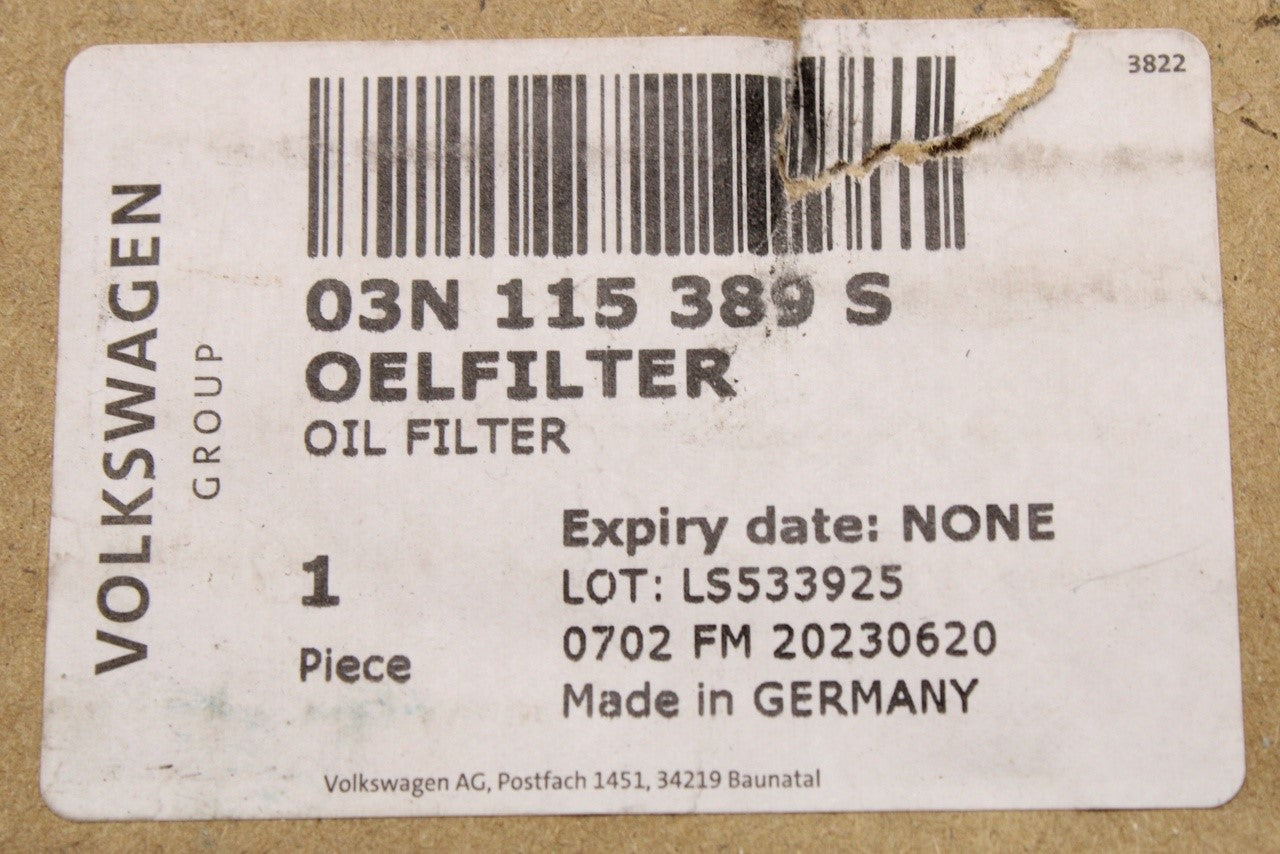 3822
VOLKSWAGEN
GROUP
03N 115 389 S
OELFILTER
OIL FILTER
1
Piece
Expiry date: NONE
LOT: LS533925
0702 FM 20230620
Made in GERMANY
Volkswagen AG, Postfach 1451, 34219 Baunatal